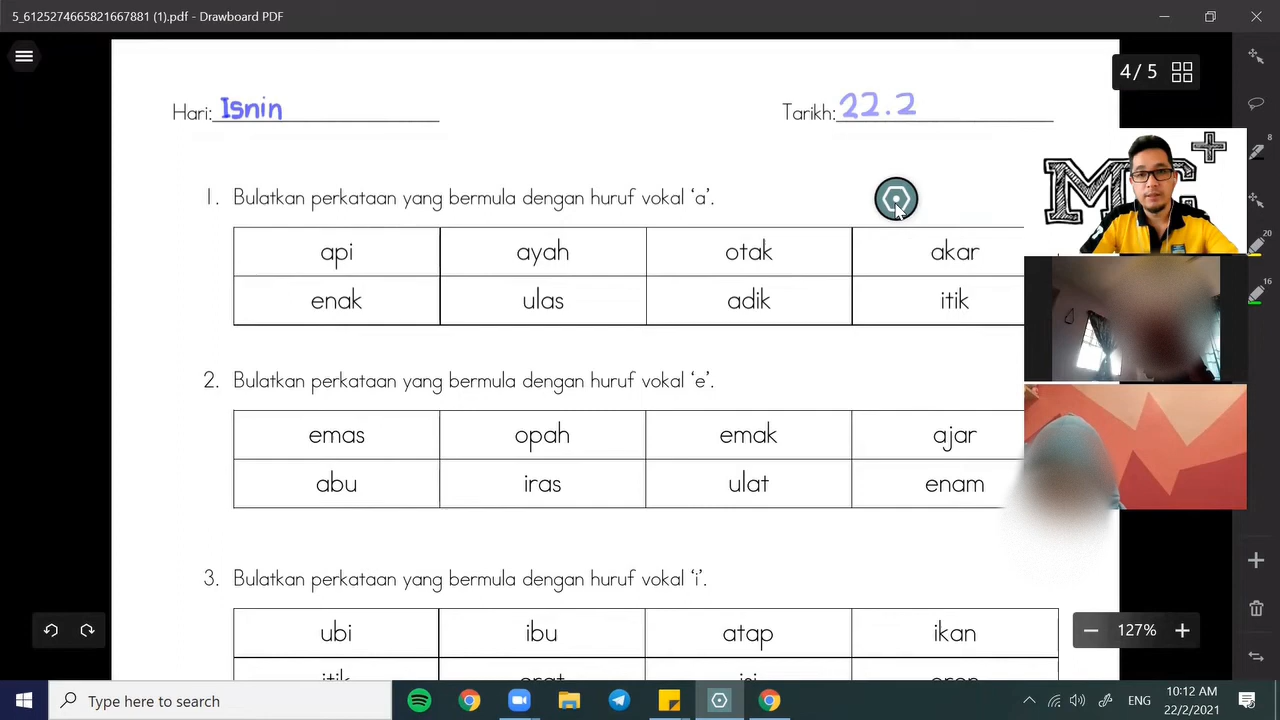 5_6125274665821667881 (1).pdf - Drawboard PDF
4/5
Hari: Isnin
Tarikh: 22.2
1. Bulatkan perkataan yang bermula dengan huruf vokal ‘a’.
api ayah otak akar
enak ulas adik itik
2. Bulatkan perkataan yang bermula dengan huruf vokal ‘e’.
emas opah emak ajar
abu iras ulat enam
3. Bulatkan perkataan yang bermula dengan huruf vokal ‘i’.
ubi ibu atap ikan
8
20
16
127%
Type here to search
ENG
10:12 AM
22/2/2021